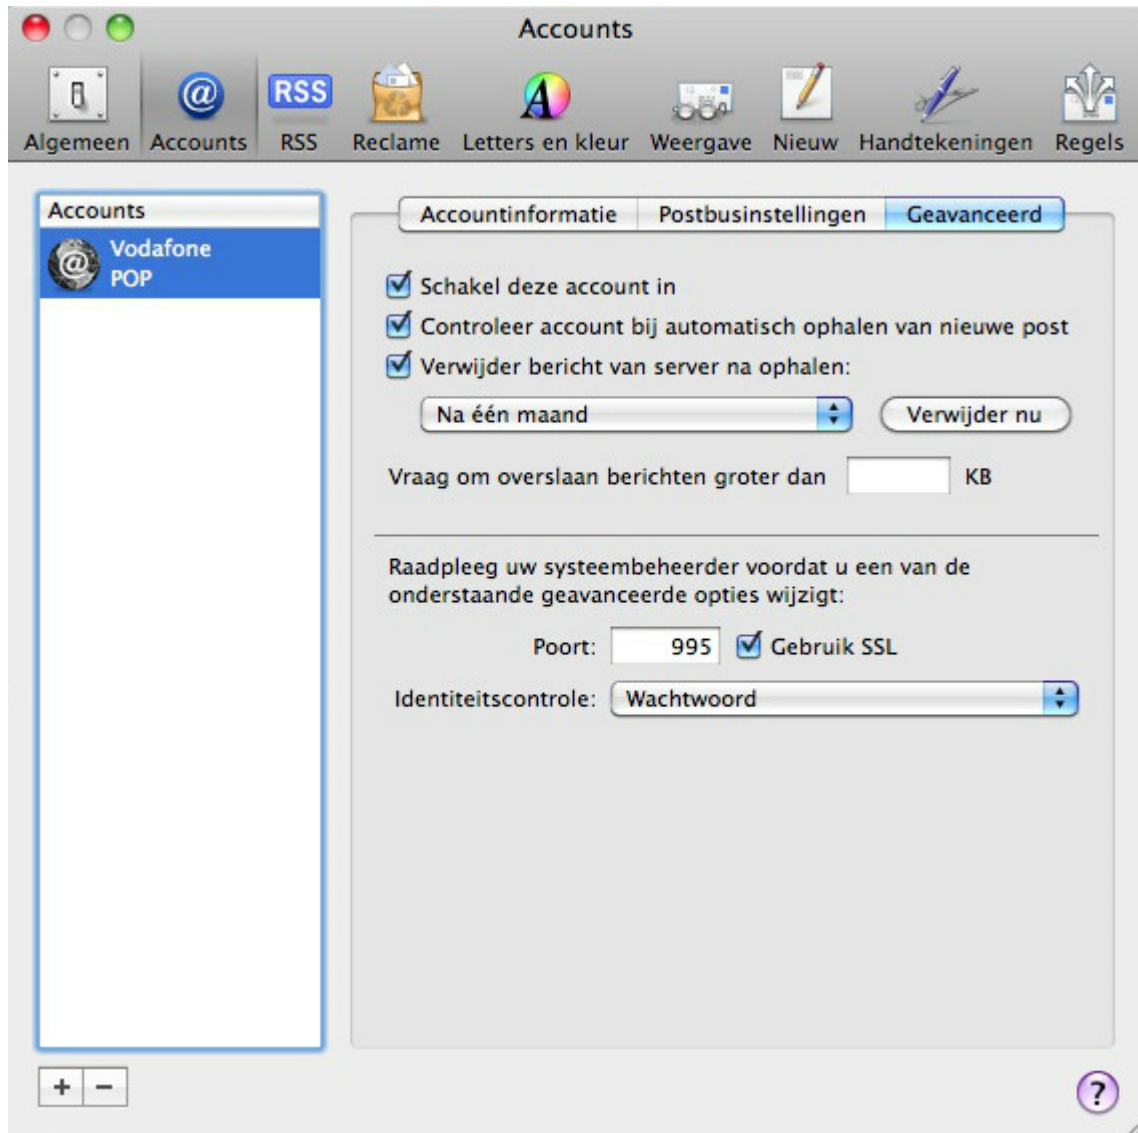 Accounts
RSS
Algemeen Accounts RSS Reclame Letters en kleur Weergave Nieuw Handtekeningen Regels
Accounts
Vodafone
POP
Accountinformatie Postbusinstellingen Geavanceerd
Schakel deze account in
Controleer account bij automatisch ophalen van nieuwe post
Verwijder bericht van server na ophalen:
Na één maand Verwijder nu
Vraag om overslaan berichten groter dan KB
Raadpleeg uw systeembeheerder voordat u een van de
onderstaande geavanceerde opties wijzigt:
Poort: 995 Gebruik SSL
Identiteitscontrole: Wachtwoord